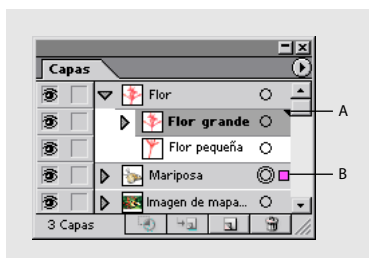 Capas
Flor
Flor grande
A
Flor pequeña
Mariposa
B
Imagen de mapa...
3 Capas